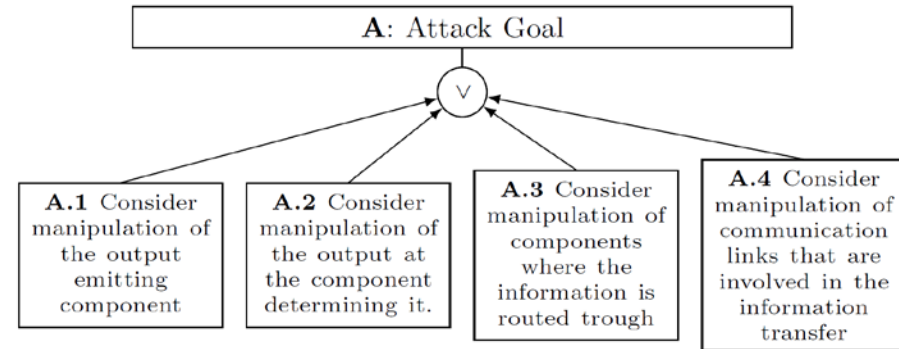 A: Attack Goal
∨
A.1 Consider
manipulation of
the output
emitting
component
A.2 Consider
manipulation of
the output at
the component
determining it.
A.3 Consider
manipulation of
components
where the
information is
routed trough
A.4 Consider
manipulation of
communication
links that are
involved in the
information
transfer